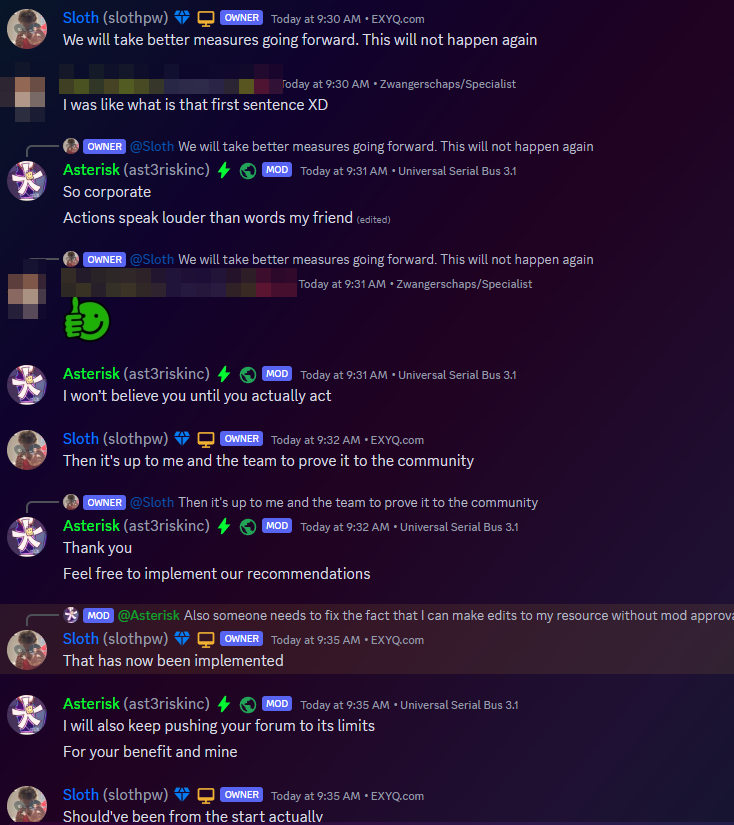 Sloth (slothpw) OWNER Today at 9:30 AM • EXYQ.com
We will take better measures going forward. This will not happen again
Today at 9:30 AM • Zwangerschaps/Specialist
I was like what is that first sentence XD
OWNER @Sloth We will take better measures going forward. This will not happen again
Asterisk (ast3riskinc) MOD Today at 9:31 AM • Universal Serial Bus 3.1
So corporate
Actions speak louder than words my friend (edited)
OWNER @Sloth We will take better measures going forward. This will not happen again
Today at 9:31 AM • Zwangerschaps/Specialist
Asterisk (ast3riskinc) MOD Today at 9:31 AM • Universal Serial Bus 3.1
I won't believe you until you actually act
Sloth (slothpw) OWNER Today at 9:32 AM • EXYQ.com
Then it's up to me and the team to prove it to the community
OWNER @Sloth Then it's up to me and the team to prove it to the community
Asterisk (ast3riskinc) MOD Today at 9:32 AM • Universal Serial Bus 3.1
Thank you
Feel free to implement our recommendations
MOD @Asterisk Also someone needs to fix the fact that I can make edits to my resource without mod approva
Sloth (slothpw) OWNER Today at 9:35 AM • EXYQ.com
That has now been implemented
Asterisk (ast3riskinc) MOD Today at 9:35 AM • Universal Serial Bus 3.1
I will also keep pushing your forum to its limits
For your benefit and mine
Sloth (slothpw) OWNER Today at 9:35 AM • EXYQ.com
Should've been from the start actually